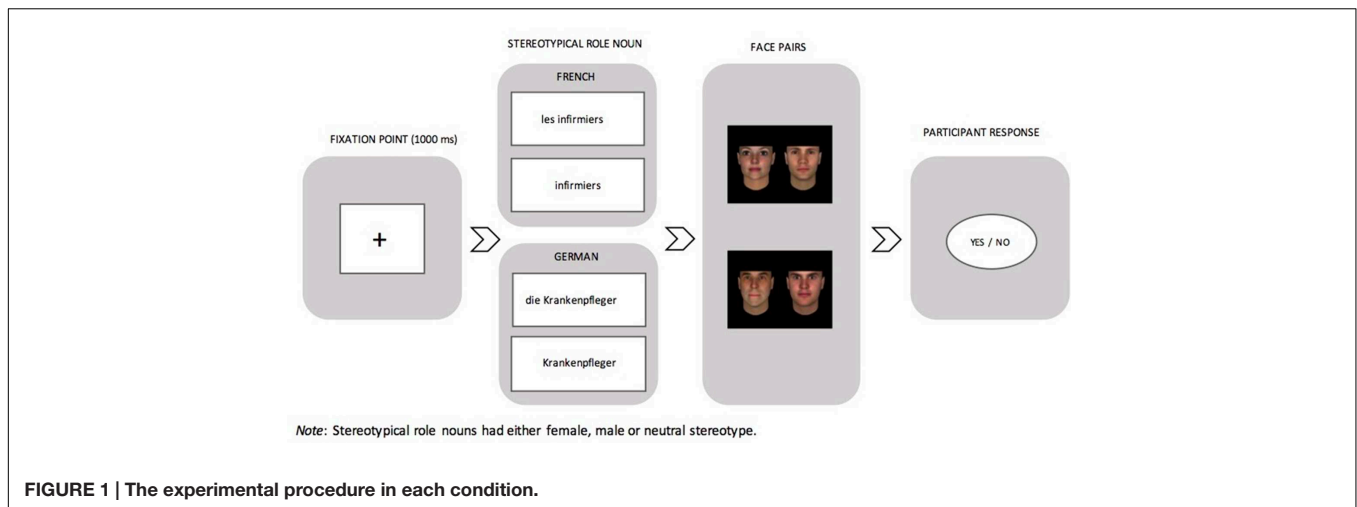 STEREOTYPICAL ROLE NOUN
FACE PAIRS
FRENCH
les infirmiers
FIXATION POINT (1000 ms)
PARTICIPANT RESPONSE
infirmiers
+
YES / NO
GERMAN
die Krankenpfleger
Krankenpfleger
Note: Stereotypical role nouns had either female, male or neutral stereotype.
FIGURE 1 | The experimental procedure in each condition.